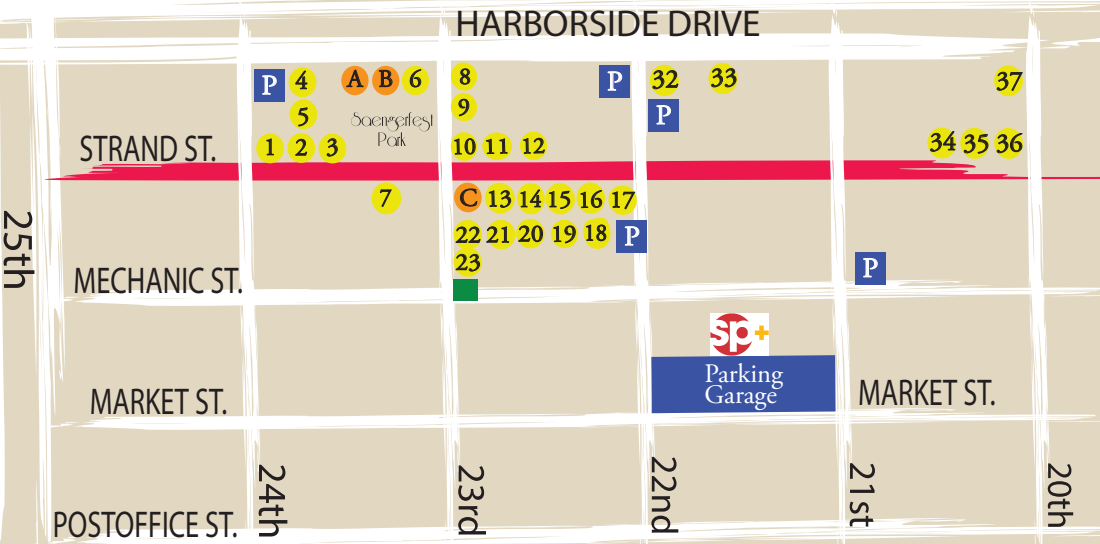 HARBORSIDE DRIVE
P 4 A B 6 8 P 32 33 37
5 Saengerfest 9 P
Park
STRAND ST. 1 2 3 10 11 12 34 35 36
7 C 13 14 15 16 17
22 21 20 19 18 P
23
25th
MECHANIC ST. P
sp+
Parking
Garage
MARKET ST. MARKET ST.
24th 23rd 22nd 21st 20th
POSTOFFICE ST.